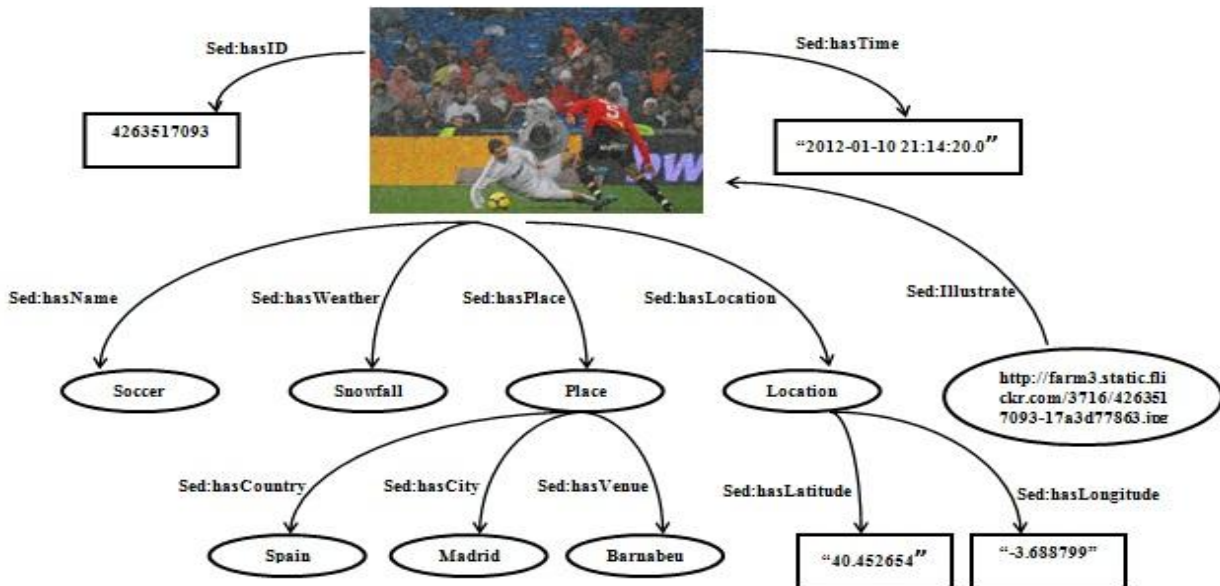 Sed:hasID
Sed:hasTime
4263517093
“2012-01-10 21:14:20.0”
5
Sed:hasName
Sed:hasWeather
Sed:hasPlace
Sed:hasLocation
Sed:Illustrate
Soccer
Snowfall
Place
Location
http://farm3.static.fli
ckr.com/3716/426351
7093-17a3d77863.jpg
Sed:hasCountry
Sed:hasCity
Sed:hasVenue
Sed:hasLatitude
Sed:hasLongitude
Spain
Madrid
Barnabeu
“40.452654”
“-3.688799”